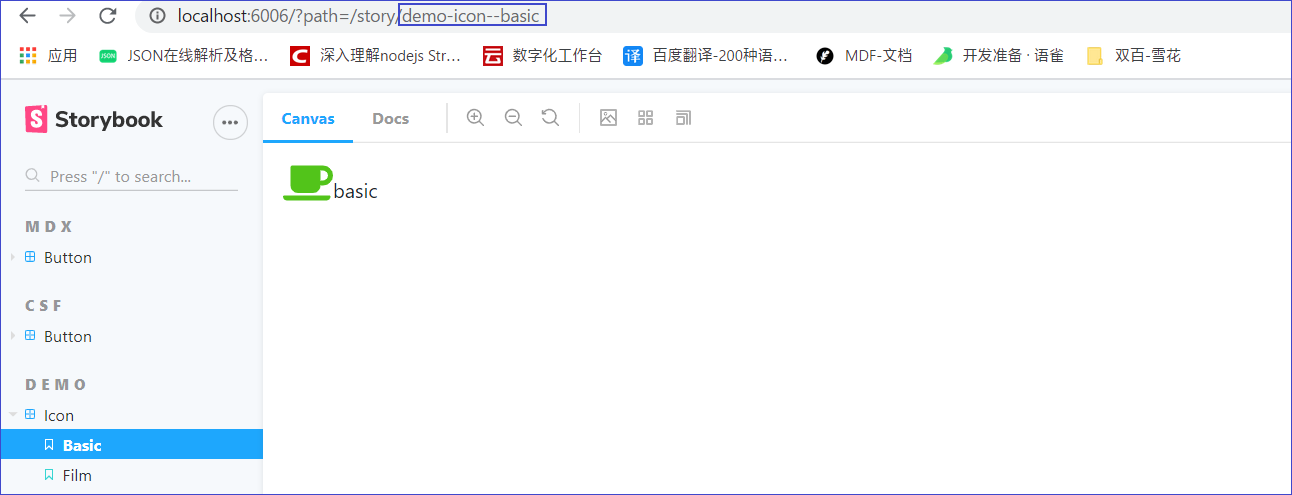 localhost:6006/?path=/story/demo-icon--basic
应用 JSON JSON在线解析及格... C 深入理解nodejs Str... 数字化工作台 译 百度翻译-200种语... MDF-文档 开发准备 · 语雀 双百-雪花
S Storybook
Canvas Docs
Press "/" to search...
basic
MDX
Button
CSF
Button
DEMO
Icon
Basic
Film